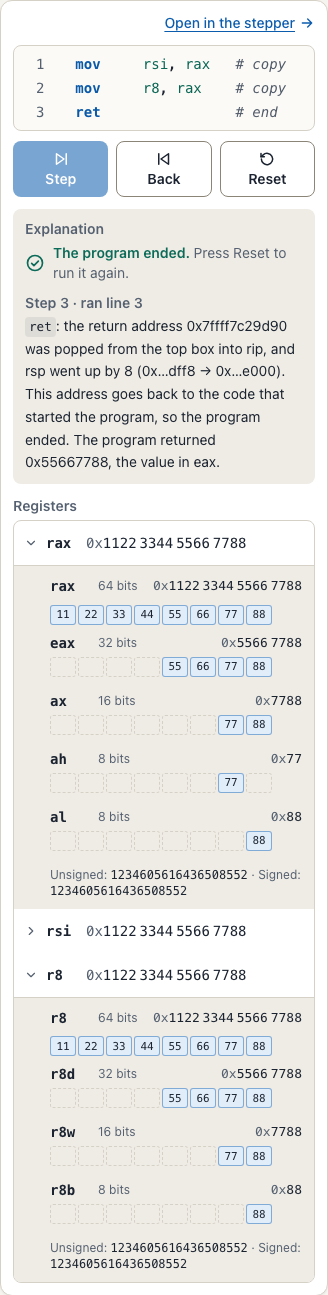 Open in the stepper →
1 mov rsi, rax # copy
2 mov r8, rax # copy
3 ret # end
Step
Back
Reset
Explanation
The program ended. Press Reset to
run it again.
Step 3 · ran line 3
ret: the return address 0x7ffff7c29d90
was popped from the top box into rip, and
rsp went up by 8 (0x…dff8 → 0x…e000).
This address goes back to the code that
started the program, so the program
ended. The program returned
0x55667788, the value in eax.
Registers
rax 0x1122 3344 5566 7788
rax 64 bits 0x1122 3344 5566 7788
11 22 33 44 55 66 77 88
eax 32 bits 0x5566 7788
55 66 77 88
ax 16 bits 0x7788
77 88
ah 8 bits 0x77
77
al 8 bits 0x88
88
Unsigned: 1234605616436508552 · Signed:
1234605616436508552
rsi 0x1122 3344 5566 7788
r8 0x1122 3344 5566 7788
r8 64 bits 0x1122 3344 5566 7788
11 22 33 44 55 66 77 88
r8d 32 bits 0x5566 7788
55 66 77 88
r8w 16 bits 0x7788
77 88
r8b 8 bits 0x88
88
Unsigned: 1234605616436508552 · Signed:
1234605616436508552